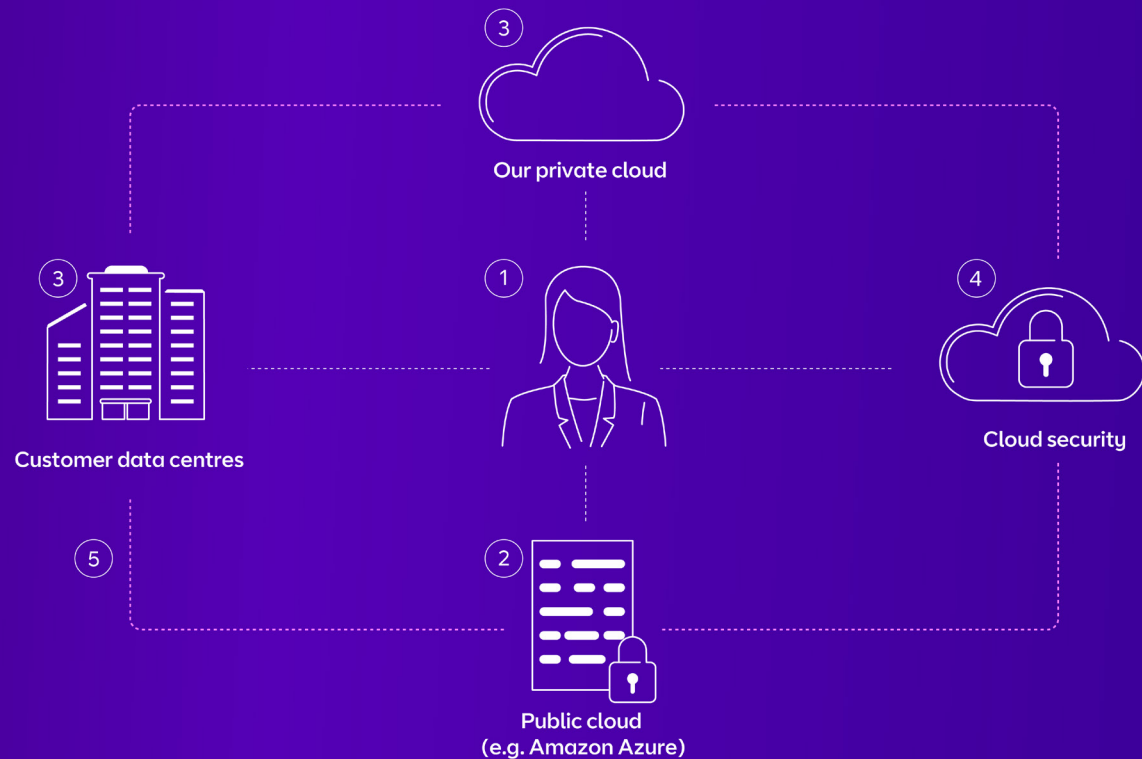 3
Our private cloud
3
1
4
Customer data centres
Cloud security
5
2
Public cloud
(e.g. Amazon Azure)